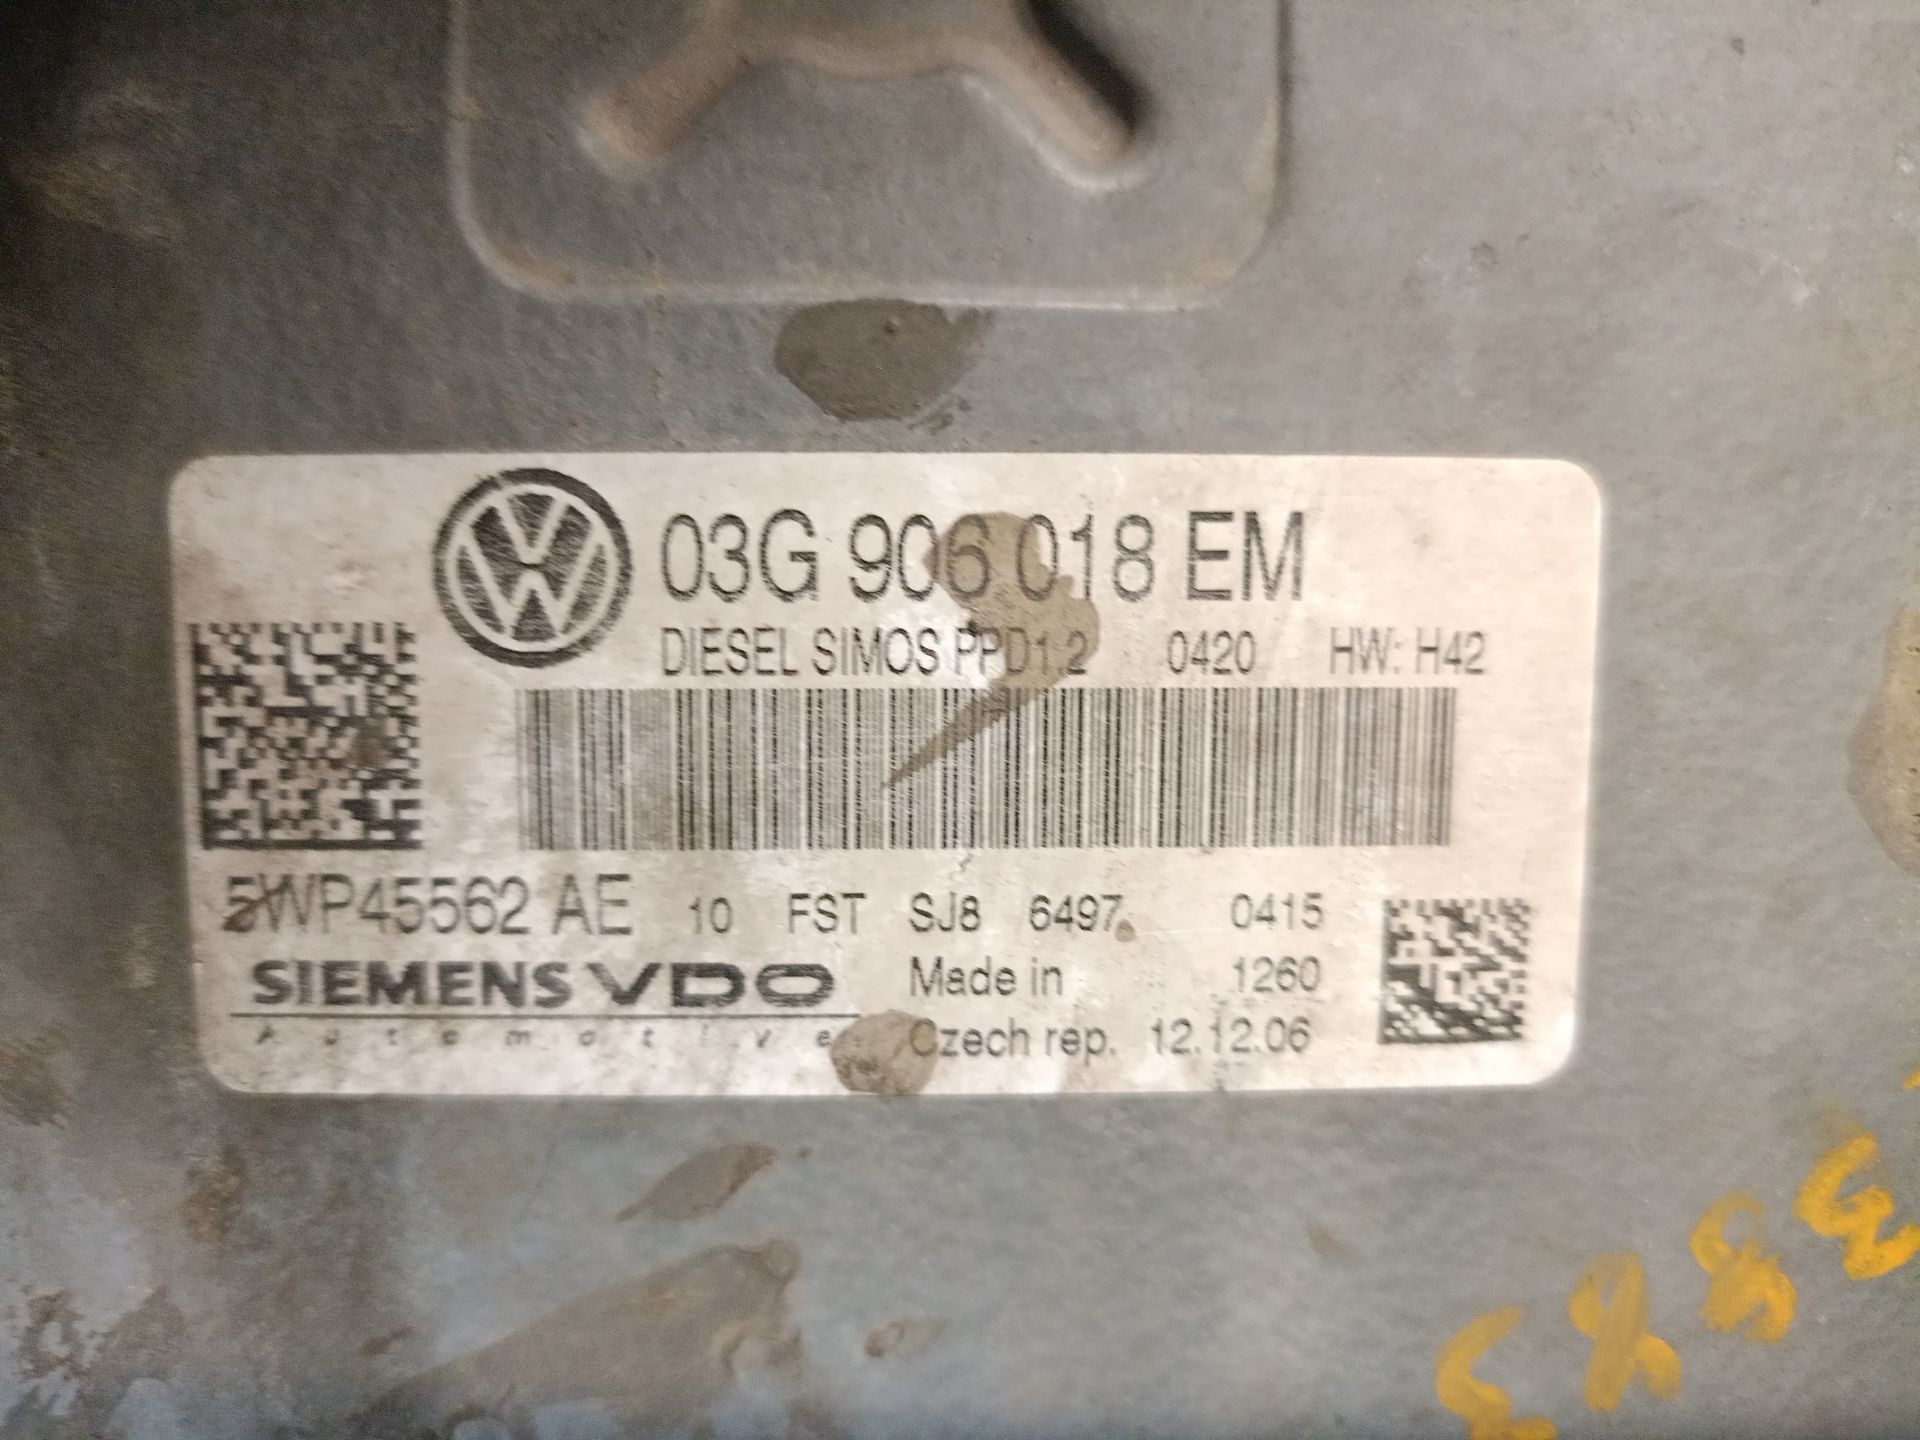 03G 906 018 EM
DIESEL SIMOS PPD1.2 0420 HW: H42
5WP45562 AE 10 FST SJ8 6497 0415
SIEMENS VDO Made in 1260
Automotive Czech rep. 12.12.06